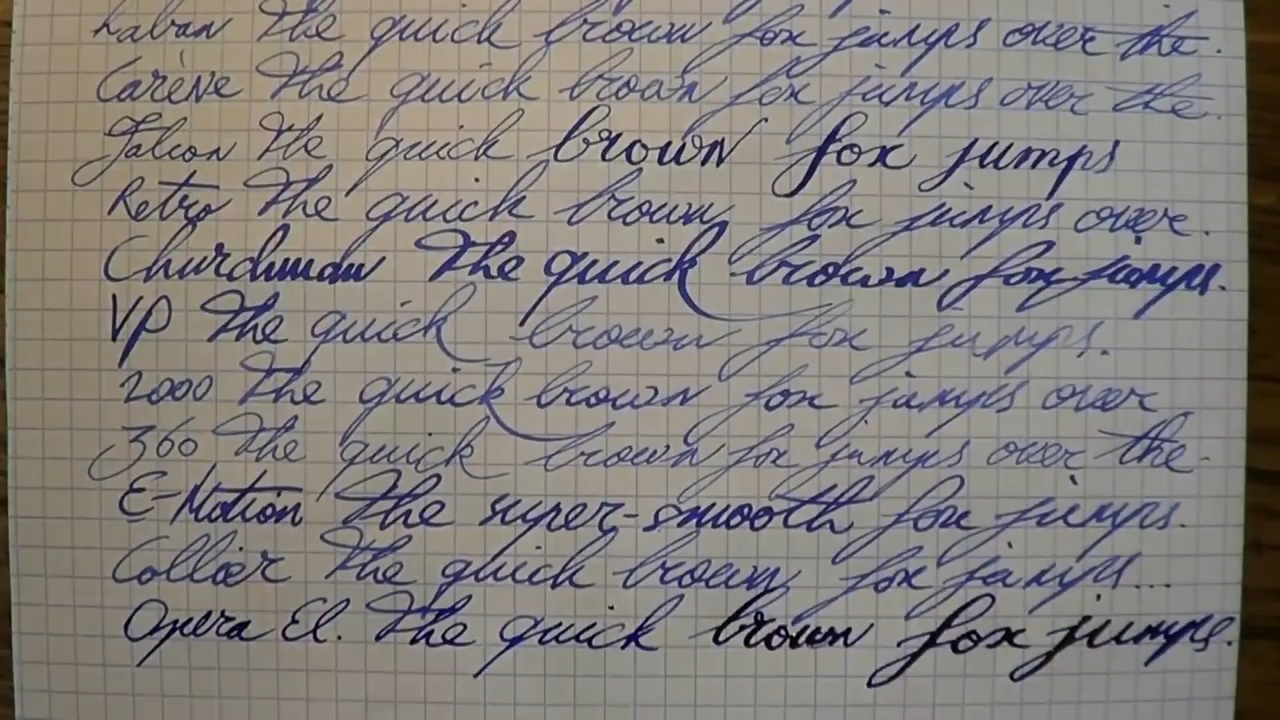 Laban The quick brown fox jumps over the.
Carène The quick brown fox jumps over the.
Falcon The quick brown fox jumps
Retro The quick brown fox jumps over.
Churchman The quick brown fox jumps.
VP The quick brown fox jumps.
2000 The quick brown fox jumps over
360 The quick brown fox jumps over the-
E-Motion The super-smooth fox jumps.
Collier The quick brown fox jumps...
Opera El. The quick brown fox jumps.